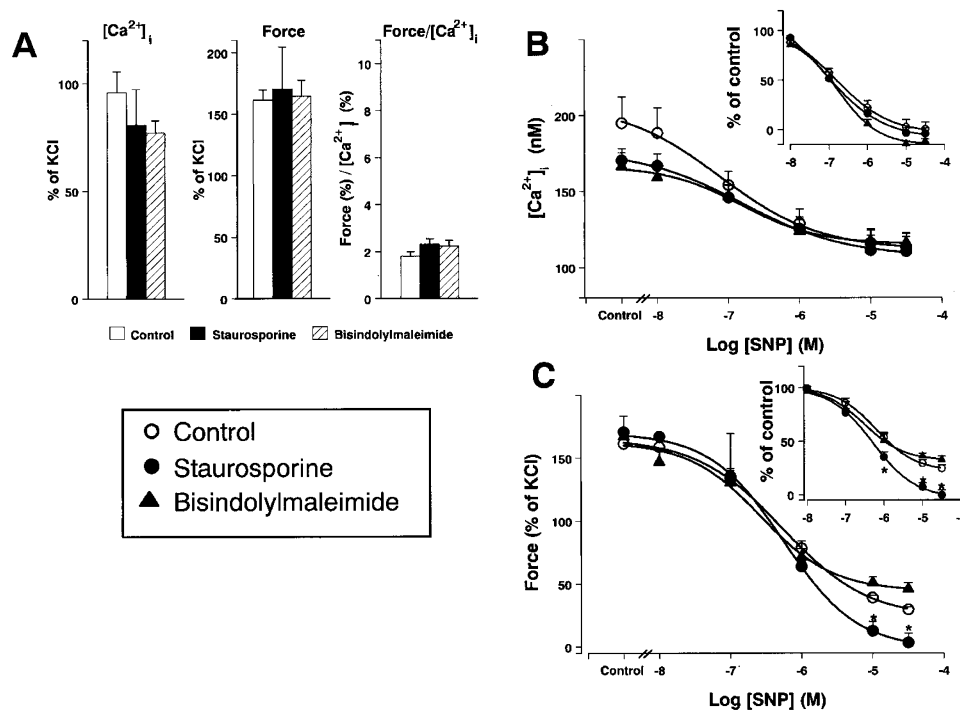 A
[Ca²⁺]ᵢ
Force
Force/[Ca²⁺]ᵢ
% of KCl
100
50
0
% of KCl
200
150
100
50
0
Force (%) / [Ca²⁺]ᵢ (%)
10
8
6
4
2
0
Control
Staurosporine
Bisindolylmaleimide
Control
Staurosporine
Bisindolylmaleimide
B
[Ca²⁺]ᵢ (nM)
200
150
100
Control
-8
-7
-6
-5
-4
Log [SNP] (M)
% of control
100
50
0
-8
-7
-6
-5
-4
C
Force (% of KCl)
150
100
50
0
*
*
Control
-8
-7
-6
-5
-4
Log [SNP] (M)
% of control
100
50
0
*
*
*
-8
-7
-6
-5
-4